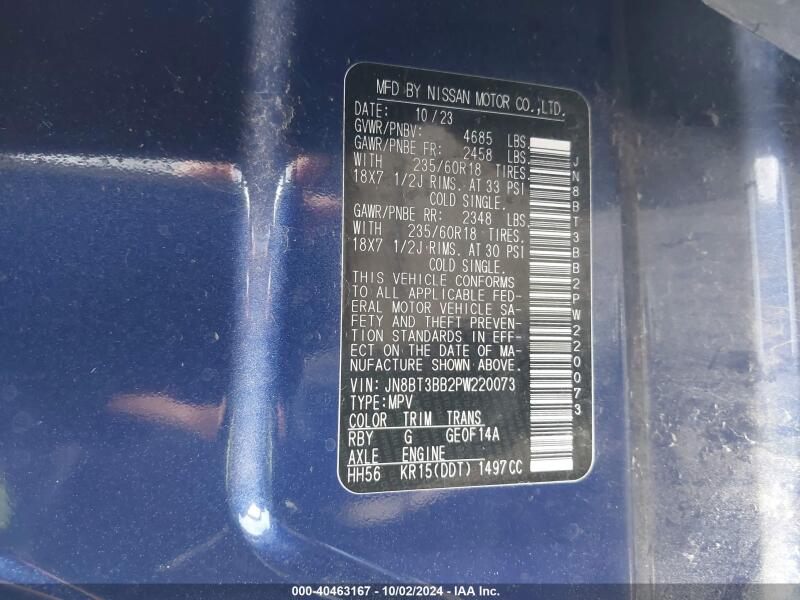 MFD BY NISSAN MOTOR CO.,LTD.
DATE: 10/23
GVWR/PNBV: 4685 LBS
GAWR/PNBE FR: 2458 LBS.
WITH 235/60R18 TIRES.
18X7 1/2J RIMS. AT 33 PSI
COLD SINGLE.
GAWR/PNBE RR: 2348 LBS.
WITH 235/60R18 TIRES.
18X7 1/2J RIMS. AT 30 PSI
COLD SINGLE.
THIS VEHICLE CONFORMS
TO ALL APPLICABLE FED-
ERAL MOTOR VEHICLE SA-
FETY AND THEFT PREVEN-
TION STANDARDS IN EFF-
ECT ON THE DATE OF MA-
NUFACTURE SHOWN ABOVE.
VIN: JN8BT3BB2PW220073
TYPE:MPV
COLOR TRIM TRANS
RBY G GE0F14A
AXLE ENGINE
HH56 KR15(DDT) 1497CC
JN8BT3BB2PW220073
000-40463167 - 10/02/2024 - IAA Inc.